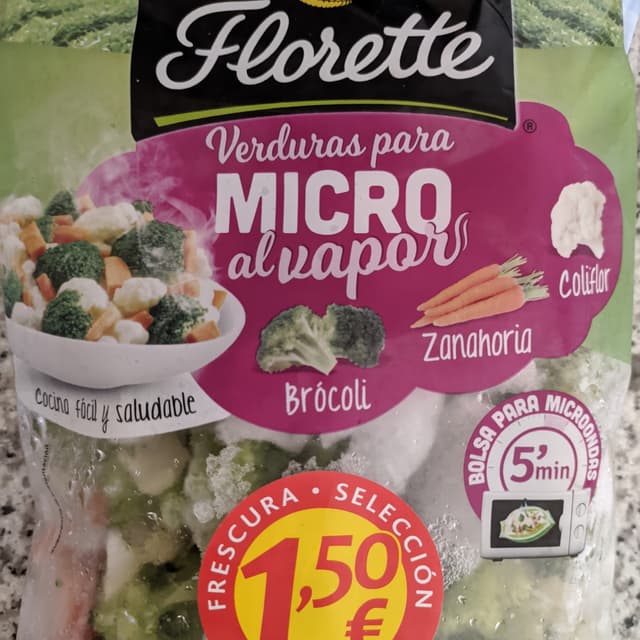 Florette
®
Verduras para
MICRO
al vapor
Coliflor
Zanahoria
Brócoli
cocina fácil y saludable
BOLSA PARA MICROONDAS
5' min
FRESCURA • SELECCIÓN
1,50
€